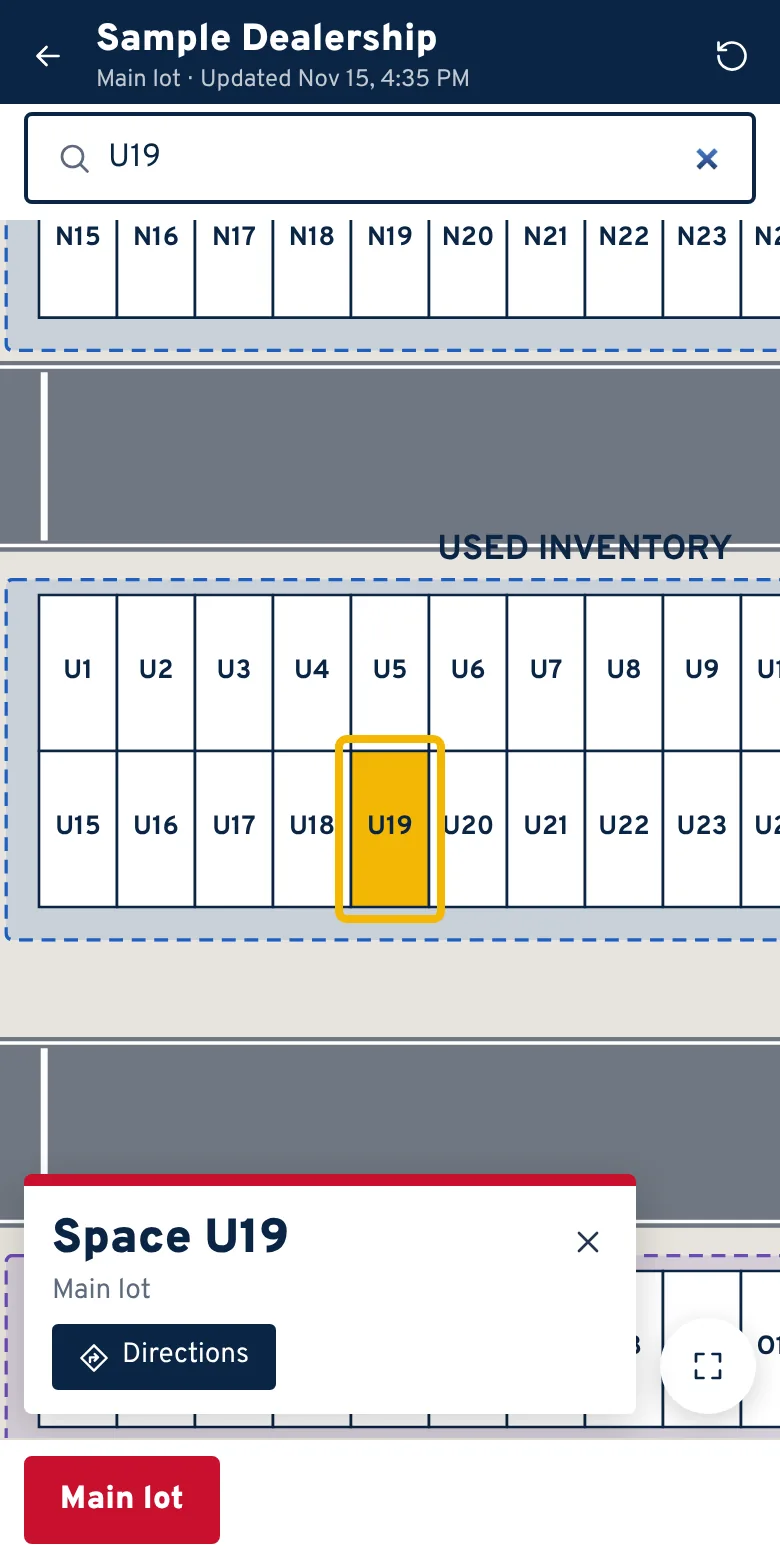 Sample Dealership
Main lot · Updated Nov 15, 4:35 PM
U19
N15 N16 N17 N18 N19 N20 N21 N22 N23
USED INVENTORY
U1 U2 U3 U4 U5 U6 U7 U8 U9
U15 U16 U17 U18 U19 U20 U21 U22 U23
Space U19
Main lot
Directions
Main lot